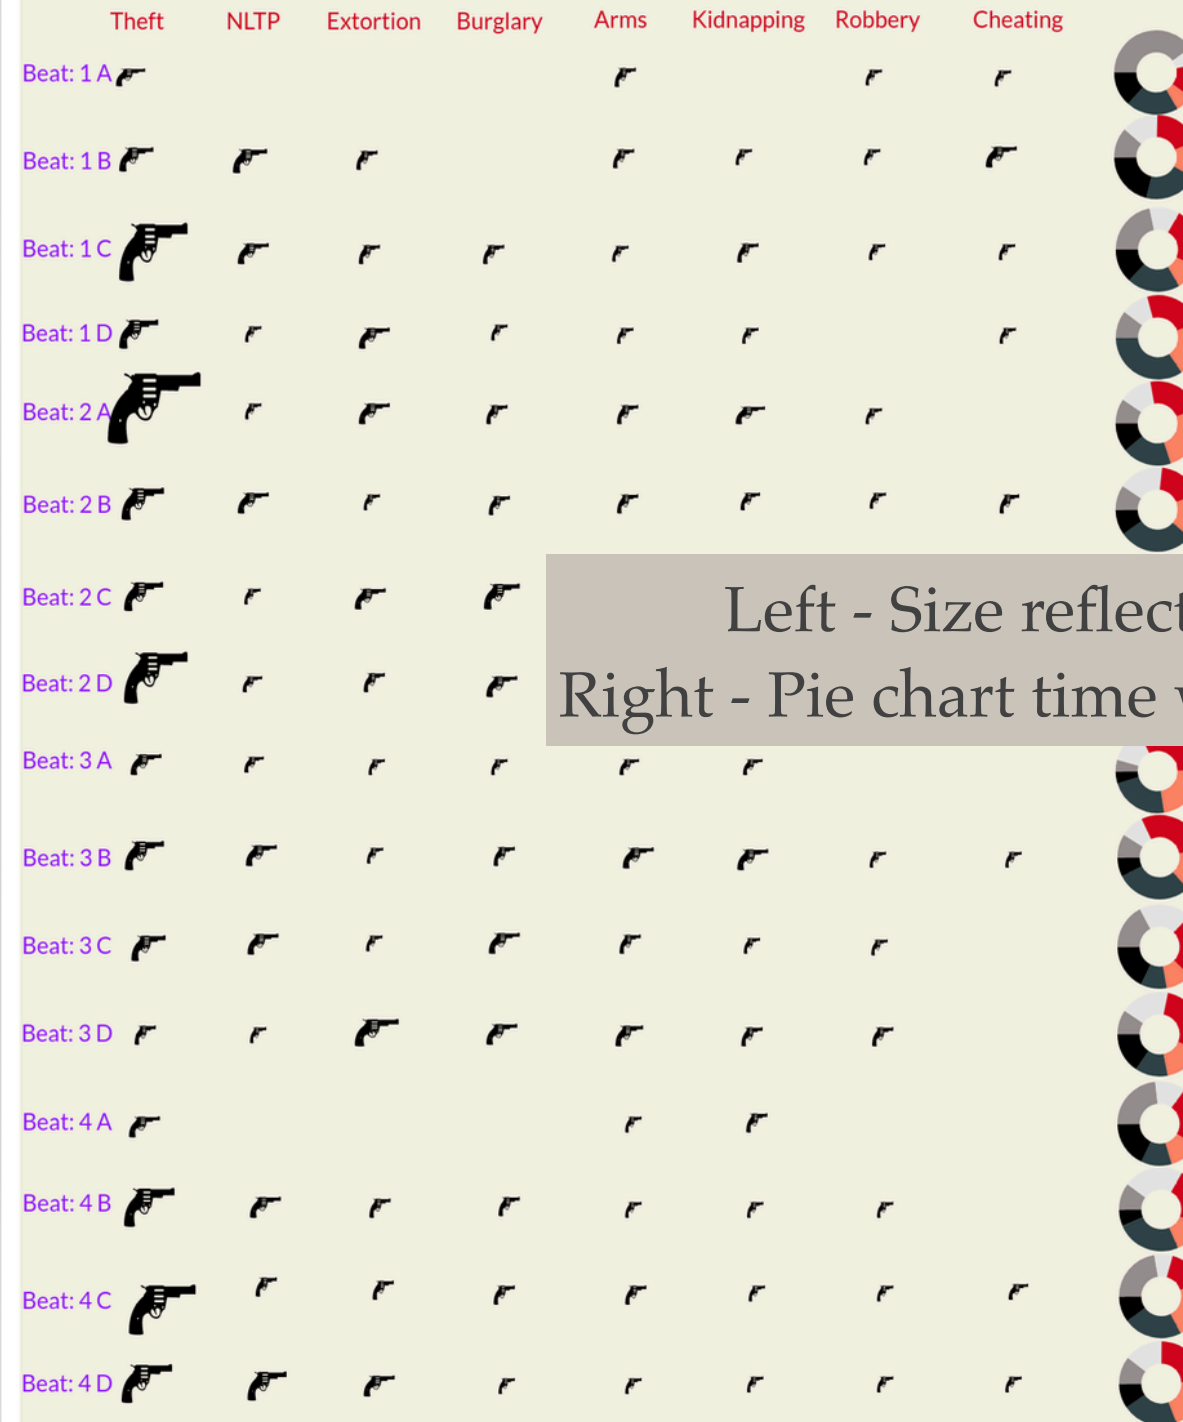 Theft NLTP Extortion Burglary Arms Kidnapping Robbery Cheating
Beat: 1 A
Beat: 1 B
Beat: 1 C
Beat: 1 D
Beat: 2 A
Beat: 2 B
Beat: 2 C
Left - Size reflect
Beat: 2 D
Right - Pie chart time
Beat: 3 A
Beat: 3 B
Beat: 3 C
Beat: 3 D
Beat: 4 A
Beat: 4 B
Beat: 4 C
Beat: 4 D